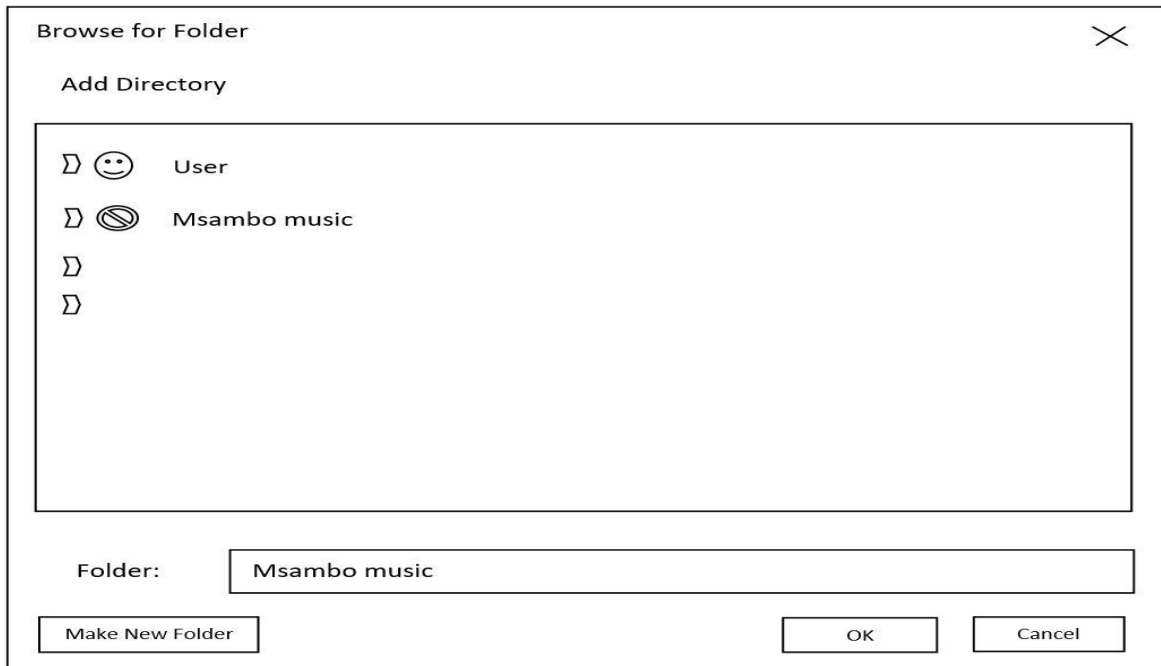 Browse for Folder
Add Directory
User
Msambo music
Folder: Msambo music
Make New Folder OK Cancel